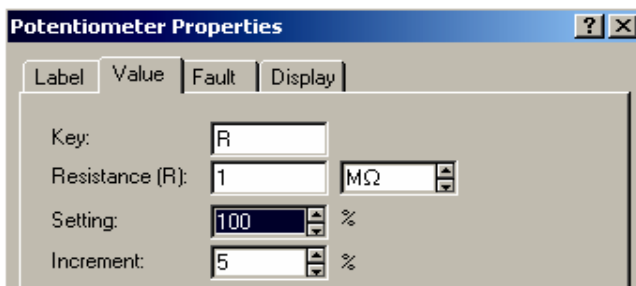 Potentiometer Properties ? ×
Label Value Fault Display
Key: R
Resistance (R): 1 MΩ
Setting: 100 %
Increment: 5 %